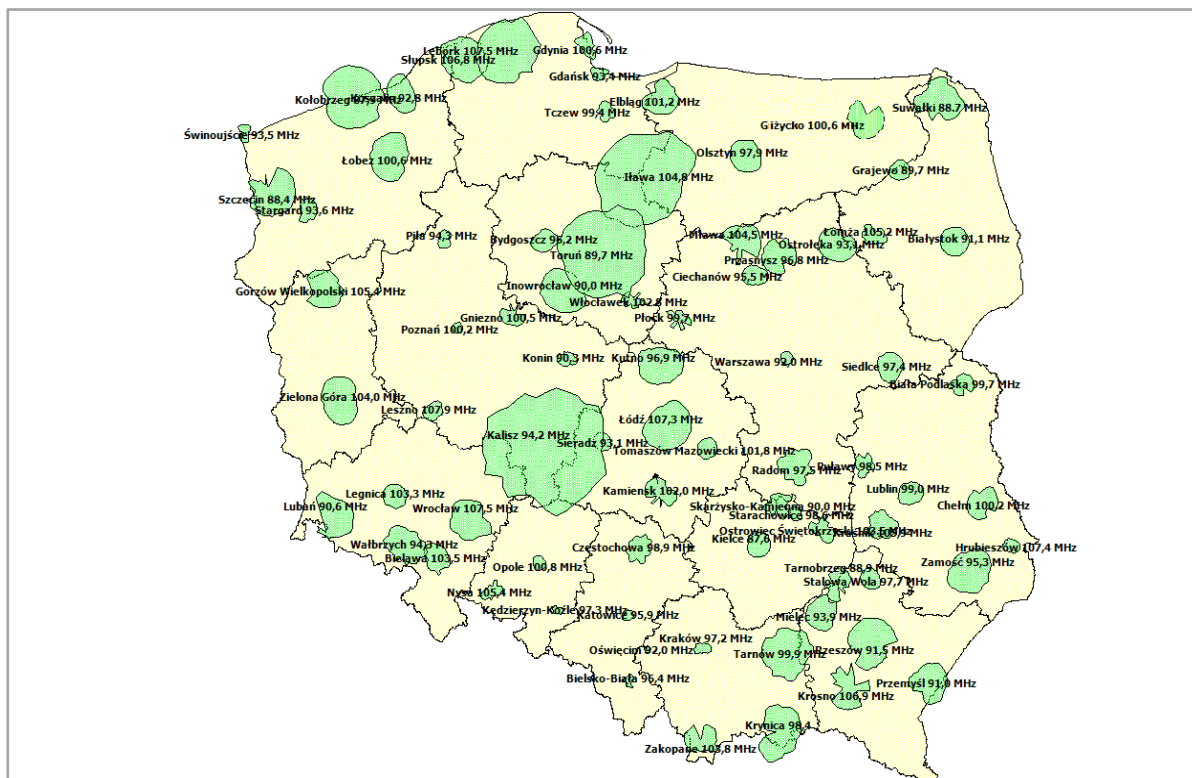 Lębork 107,5 MHz
Gdynia 100,6 MHz
Słupsk 106,8 MHz
Gdańsk 93,4 MHz
Kołobrzeg MHz
92,8 MHz
Elbląg 101,2 MHz
Suwałki 88.7 MHz
Tczew 99,4 MHz
Giżycko 100,6 MHz
Świnoujście 93,5 MHz
Łobez 100,6 MHz
Olsztyn 97,9 MHz
Iława 104,8 MHz
Grajewo 89,7 MHz
Szczecin 88,4 MHz
Stargard 93,6 MHz
Piła 94,3 MHz
Bydgoszcz 96,2 MHz
Mława 104,5 MHz
Łomża 105,2 MHz
Ostrołęka 93,1 MHz
Białystok 91,1 MHz
Toruń 89,7 MHz
Przasnysz 96,8 MHz
Ciechanów 95,5 MHz
Inowrocław 90,0 MHz
Gorzów Wielkopolski 105,4 MHz
Włocławek 102,8 MHz
Gniezno 100,5 MHz
Płock 99,7 MHz
Poznań 100,2 MHz
Konin 90,3 MHz
Kutno 96,9 MHz
Warszawa 92,0 MHz
Siedlce 97,4 MHz
Biała Podlaska 99,7 MHz
Zielona Góra 104,0 MHz
Leszno 107,9 MHz
Łódź 107,3 MHz
Kalisz 94,2 MHz
Sieradz 93,1 MHz
Tomaszów Mazowiecki 101,8 MHz
Radom 97,5 MHz
Puławy 98,5 MHz
Legnica 103,3 MHz
Kamiensk 102,0 MHz
Lublin 99,0 MHz
Lubań 90,6 MHz
Wrocław 107,5 MHz
Skarżysko-Kamienna 90,0 MHz
Chełm 100,2 MHz
Starachowice 98,6 MHz
Ostrowiec Świętokrzyski
Kraśnik MHz
Kielce 87,8 MHz
Wałbrzych 94,3 MHz
Częstochowa 98,9 MHz
Hrubieszów 107,4 MHz
Bielawa 103,5 MHz
Zamość 95,3 MHz
Opole 100,8 MHz
Tarnobrzeg 88,9 MHz
Stalowa Wola 97,7 MHz
Nysa 105,4 MHz
Kędzierzyn-Koźle 97,3 MHz
Katowice 95,9 MHz
Mielec 93,9 MHz
Kraków 97,2 MHz
Oświęcim 92,0 MHz
Tarnów 99,9 MHz
Rzeszów 91,5 MHz
Bielsko-Biała 96,4 MHz
Przemyśl 91,0 MHz
Krosno 106,9 MHz
Krynica 98,4
Zakopane 103,8 MHz